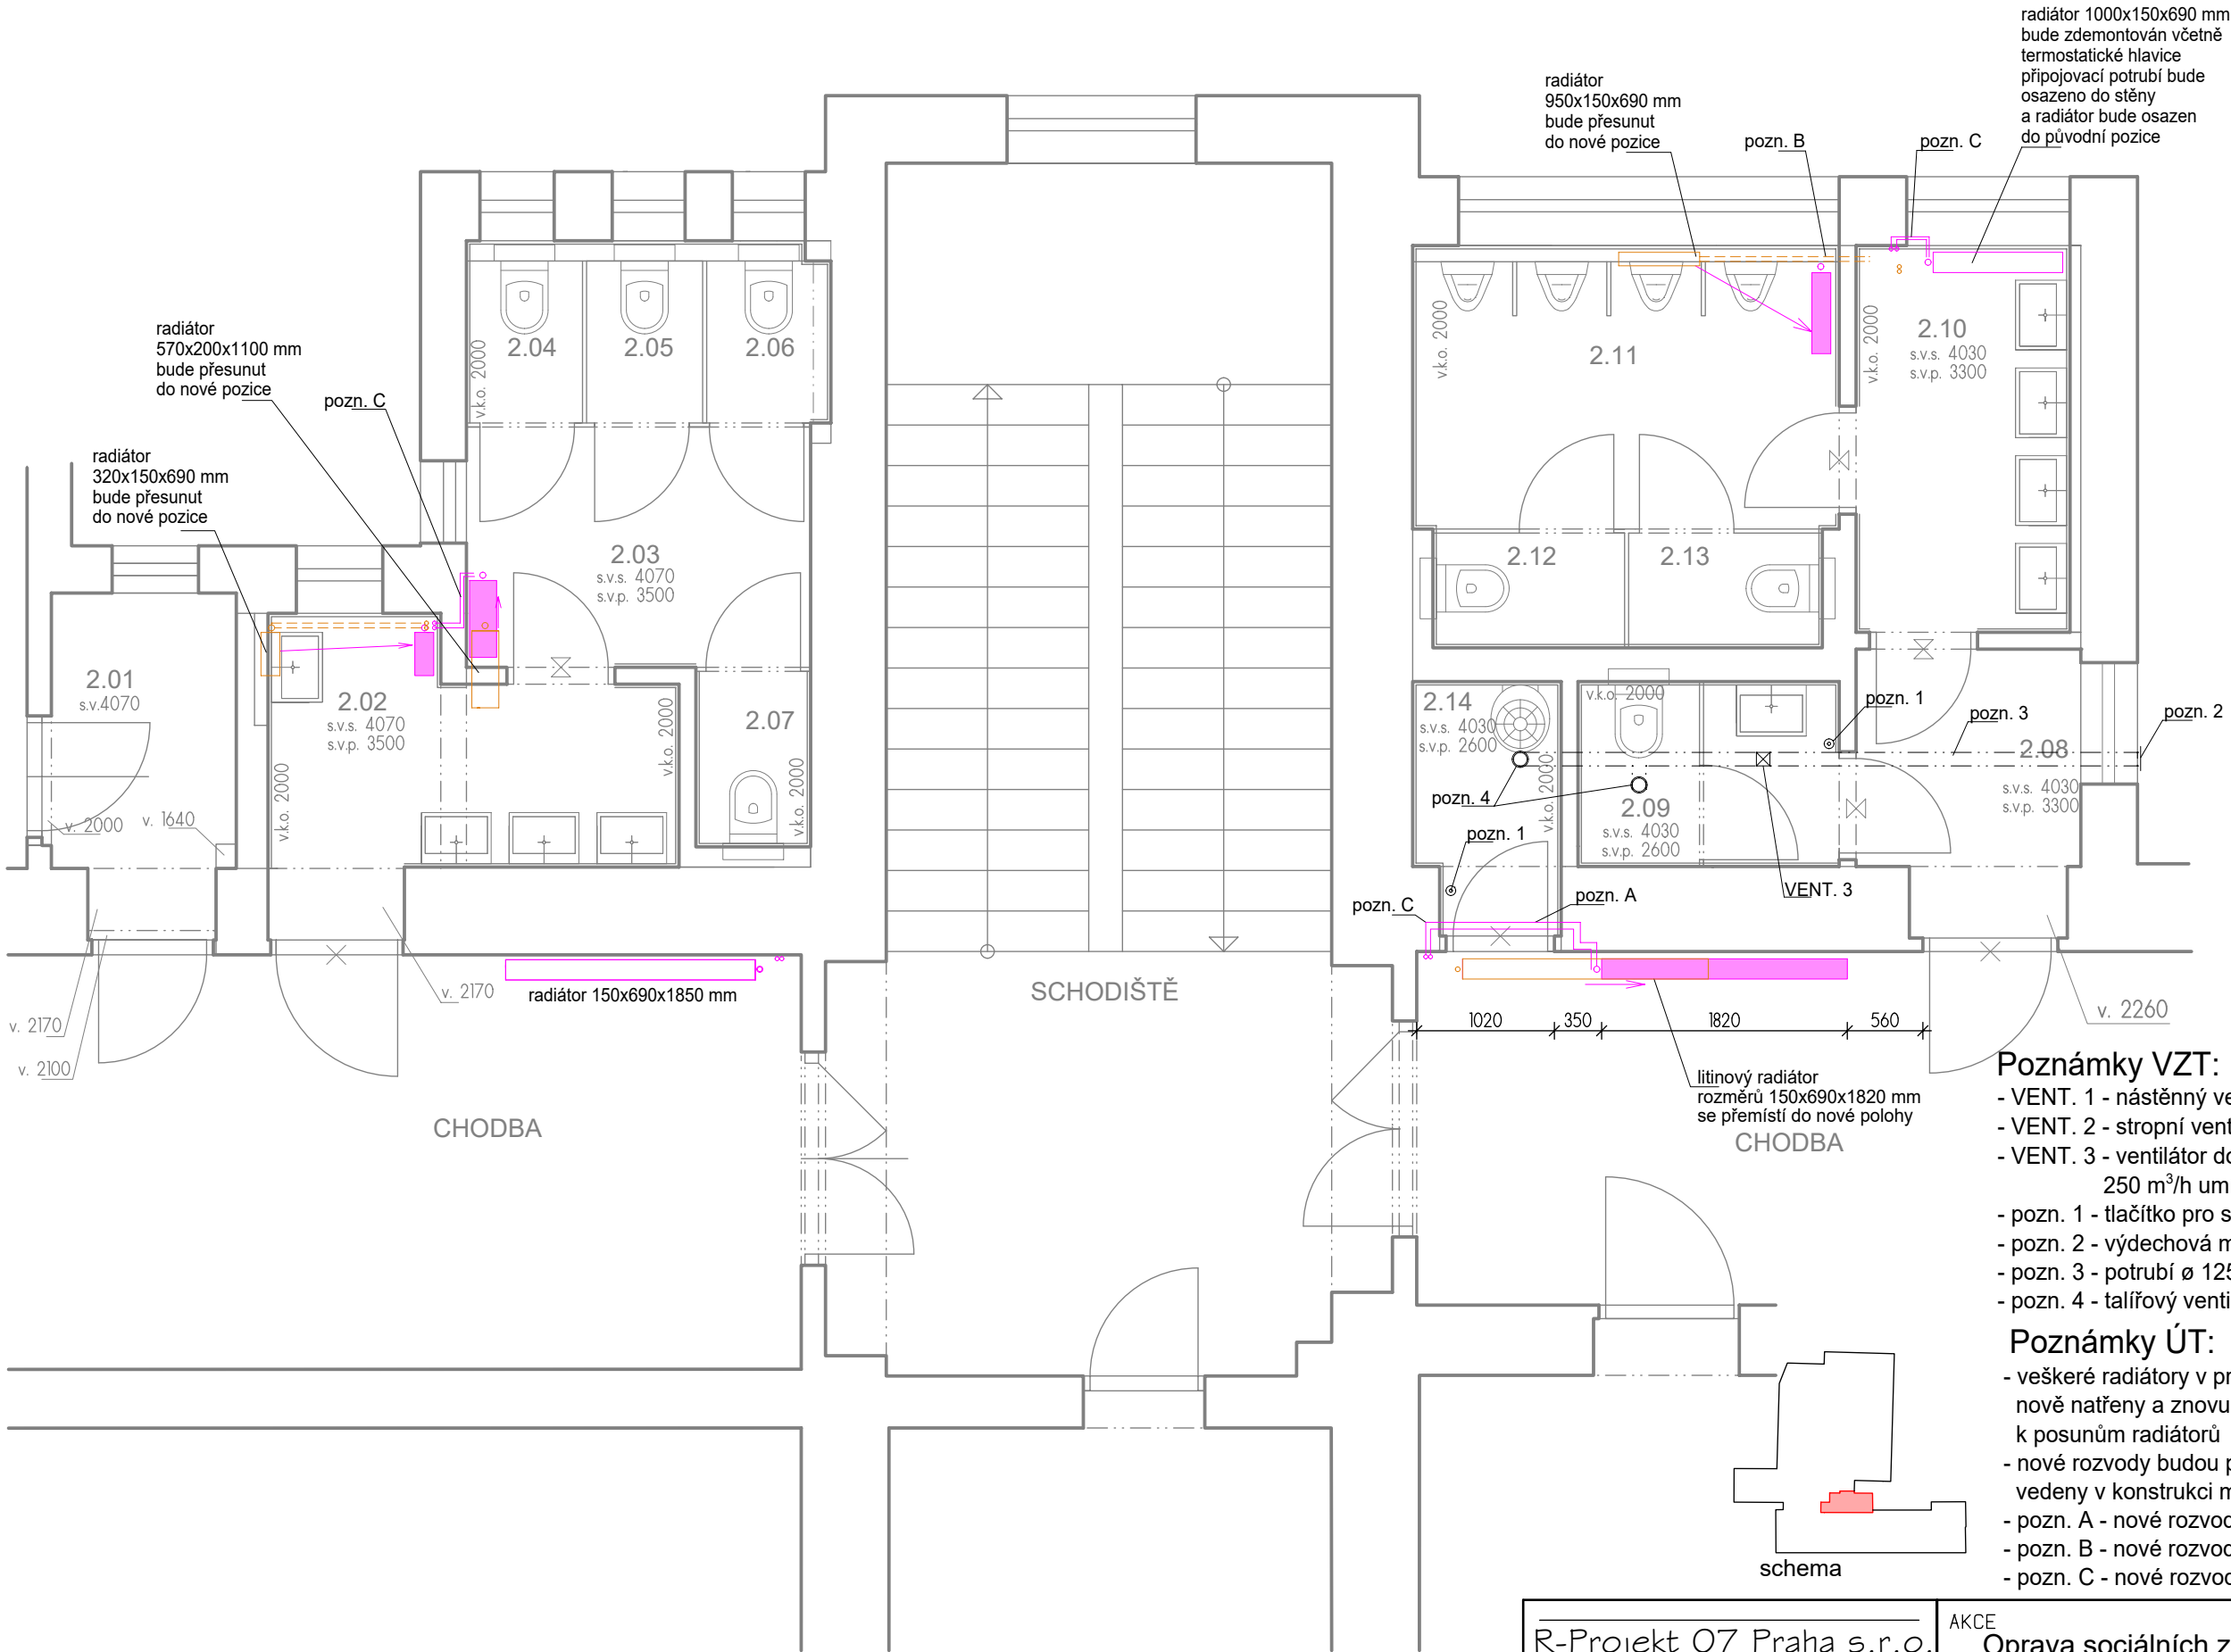 radiátor 1000x150x690 mm
bude zdemontován včetně
termostatické hlavice
připojovací potrubí bude
osazeno do stěny
a radiátor bude osazen
do původní pozice
radiátor
950x150x690 mm
bude přesunut
do nové pozice
pozn. B
pozn. C
radiátor
570x200x1100 mm
bude přesunut
do nové pozice
pozn. C
radiátor
320x150x690 mm
bude přesunut
do nové pozice
2.04
2.05
2.06
v.k.o. 2000
2.03
s.v.s. 4070
s.v.p. 3500
2.01
s.v.4070
2.02
s.v.s. 4070
s.v.p. 3500
v.k.o. 2000
v.k.o. 2000
2.07
v.k.o. 2000
v. 2000
v. 1640
v. 2170
v. 2100
v. 2170
radiátor 150x690x1850 mm
CHODBA
SCHODIŠTĚ
v.k.o. 2000
2.11
v.k.o. 2000
2.10
s.v.s. 4030
s.v.p. 3300
2.12
2.13
2.14
s.v.s. 4030
s.v.p. 2600
v.k.o. 2000
v.k.o. 2000
pozn. 1
pozn. 3
pozn. 2
2.08
s.v.s. 4030
s.v.p. 3300
pozn. 4
2.09
s.v.s. 4030
s.v.p. 2600
pozn. 1
VENT. 3
pozn. C
pozn. A
1020
350
1820
560
v. 2260
litinový radiátor
rozměrů 150x690x1820 mm
se přemístí do nové polohy
CHODBA
Poznámky VZT:
- VENT. 1 - nástěnný ve
- VENT. 2 - stropní vent
- VENT. 3 - ventilátor do
250 m³/h um
- pozn. 1 - tlačítko pro s
- pozn. 2 - výdechová m
- pozn. 3 - potrubí ø 125
- pozn. 4 - talířový venti
Poznámky ÚT:
- veškeré radiátory v pr
nově natřeny a znovu
k posunům radiátorů
- nové rozvody budou p
vedeny v konstrukci m
- pozn. A - nové rozvod
- pozn. B - nové rozvod
- pozn. C - nové rozvod
schema
R-Projekt 07 Praha s.r.o.
AKCE
Oprava sociálních z